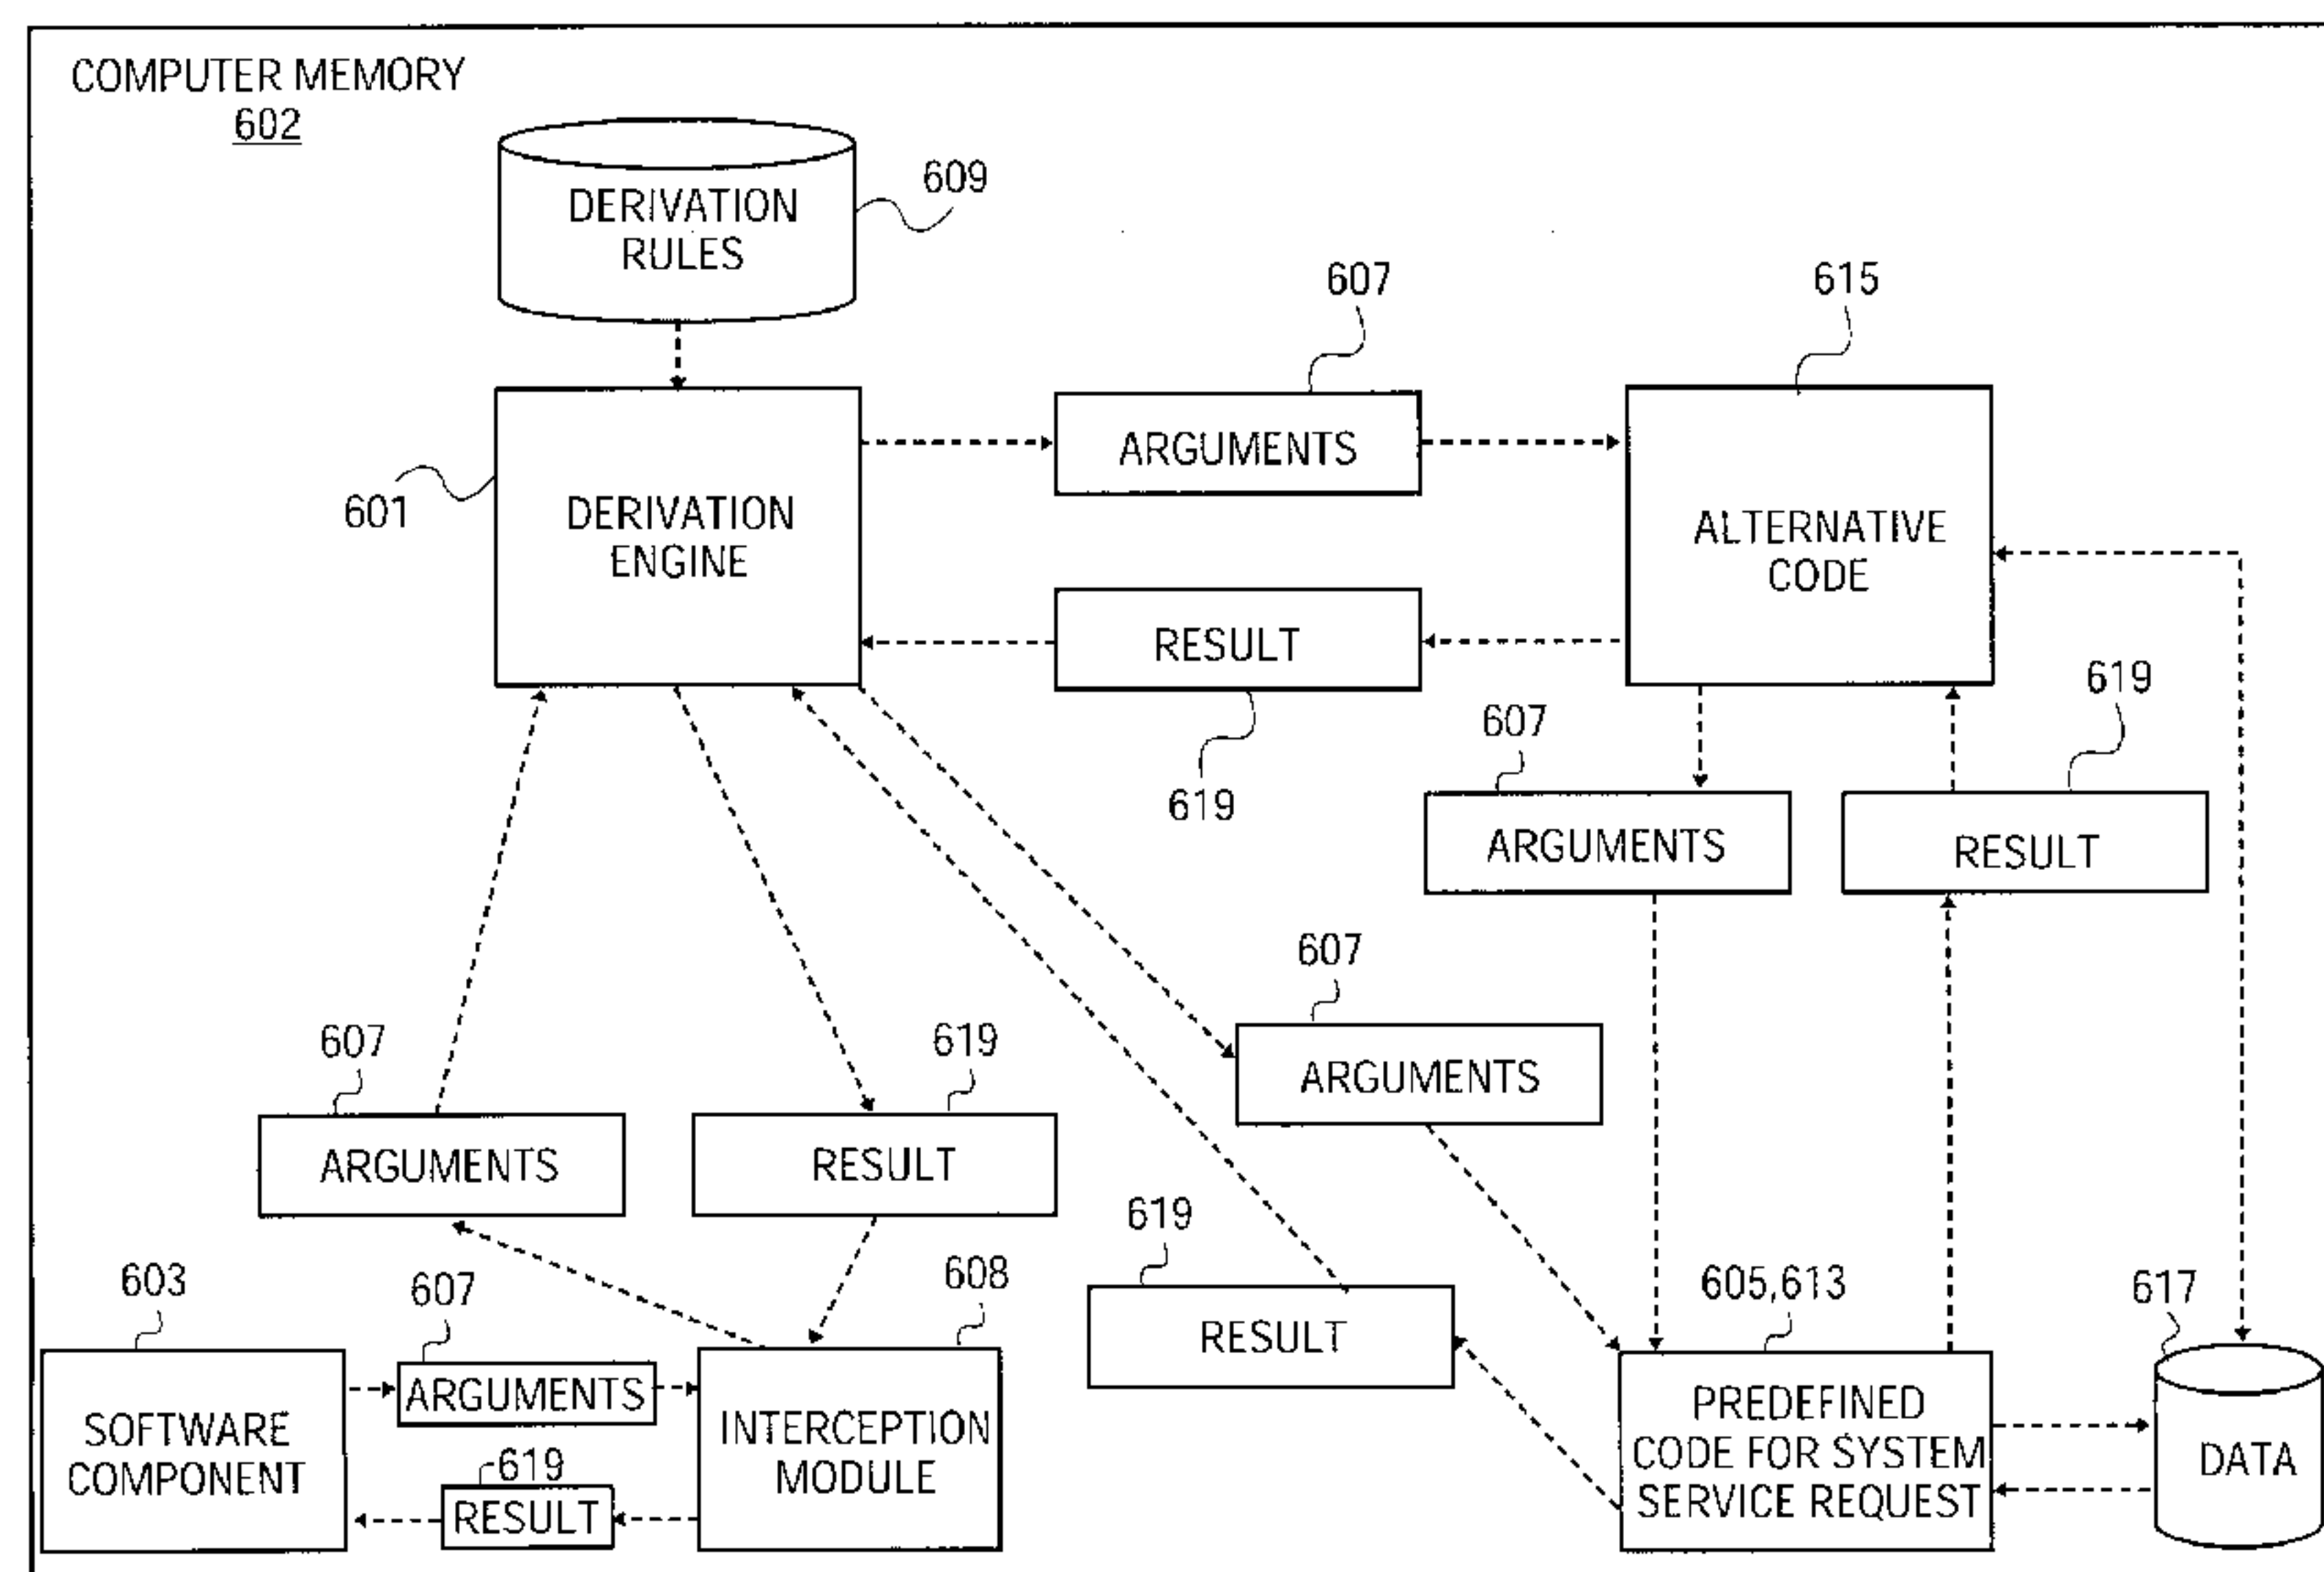 COMPUTER MEMORY
602
DERIVATION
RULES
609
607
615
601
DERIVATION
ENGINE
ARGUMENTS
ALTERNATIVE
CODE
RESULT
619
607
619
ARGUMENTS
RESULT
607
ARGUMENTS
607
619
ARGUMENTS
RESULT
619
RESULT
603
607
608
605,613
617
SOFTWARE
COMPONENT
ARGUMENTS
619
RESULT
INTERCEPTION
MODULE
PREDEFINED
CODE FOR SYSTEM
SERVICE REQUEST
DATA